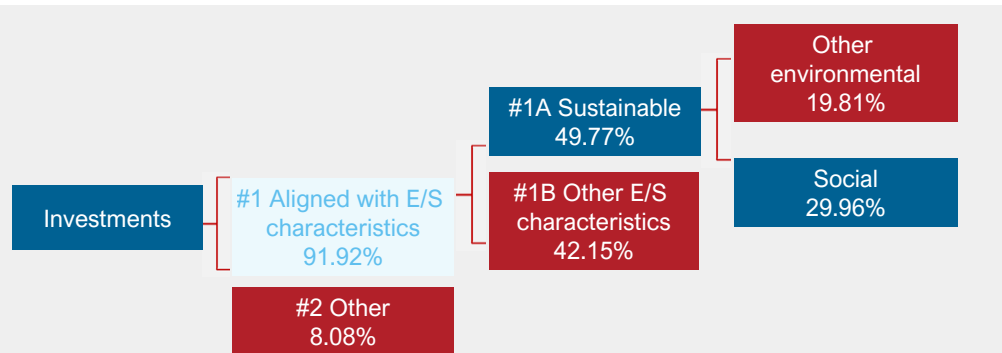 Investments
#1 Aligned with E/S
characteristics
91.92%
#2 Other
8.08%
#1A Sustainable
49.77%
#1B Other E/S
characteristics
42.15%
Other
environmental
19.81%
Social
29.96%